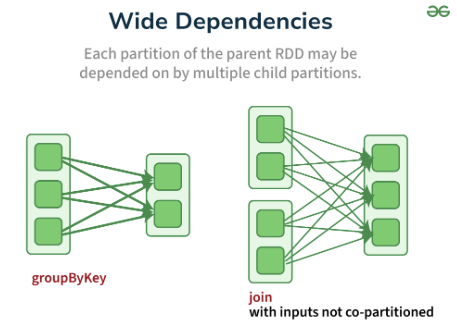 Wide Dependencies
Each partition of the parent RDD may be
depended on by multiple child partitions.
groupByKey
join
with inputs not co-partitioned